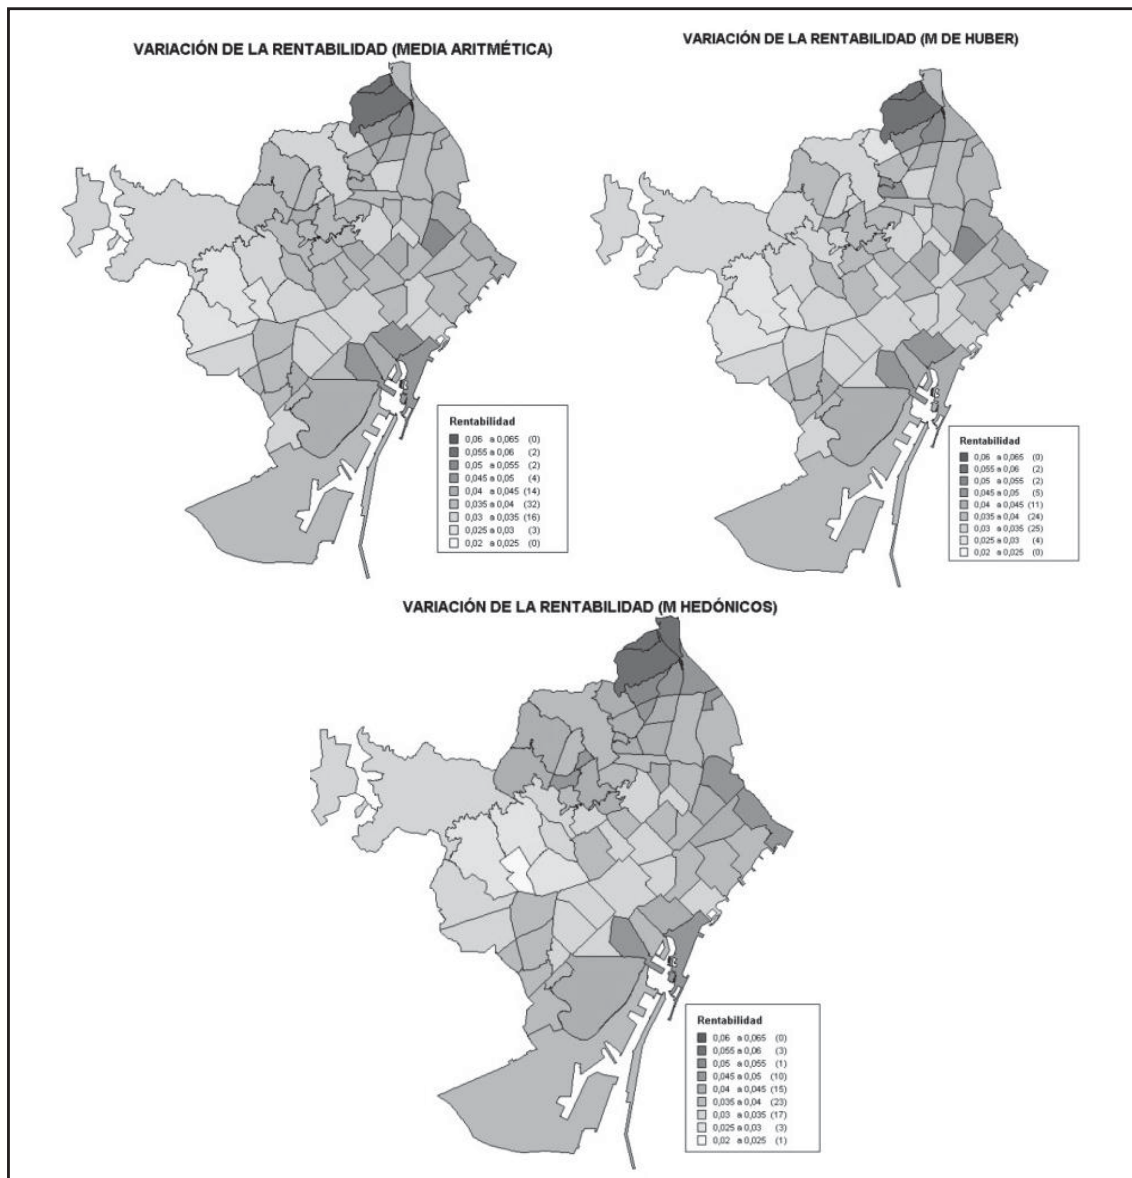 VARIACIÓN DE LA RENTABILIDAD (MEDIA ARITMÉTICA)
Rentabilidad
0,06 a 0,065 (0)
0,055 a 0,06 (2)
0,05 a 0,055 (2)
0,045 a 0,05 (4)
0,04 a 0,045 (14)
0,035 a 0,04 (32)
0,03 a 0,035 (16)
0,025 a 0,03 (3)
0,02 a 0,025 (0)
VARIACIÓN DE LA RENTABILIDAD (M DE HUBER)
Rentabilidad
0,06 a 0,065 (0)
0,055 a 0,06 (2)
0,05 a 0,055 (2)
0,045 a 0,05 (5)
0,04 a 0,045 (11)
0,035 a 0,04 (24)
0,03 a 0,035 (25)
0,025 a 0,03 (4)
0,02 a 0,025 (0)
VARIACIÓN DE LA RENTABILIDAD (M HEDÓNICOS)
Rentabilidad
0,06 a 0,065 (0)
0,055 a 0,06 (3)
0,05 a 0,055 (1)
0,045 a 0,05 (10)
0,04 a 0,045 (15)
0,035 a 0,04 (23)
0,03 a 0,035 (17)
0,025 a 0,03 (3)
0,02 a 0,025 (1)